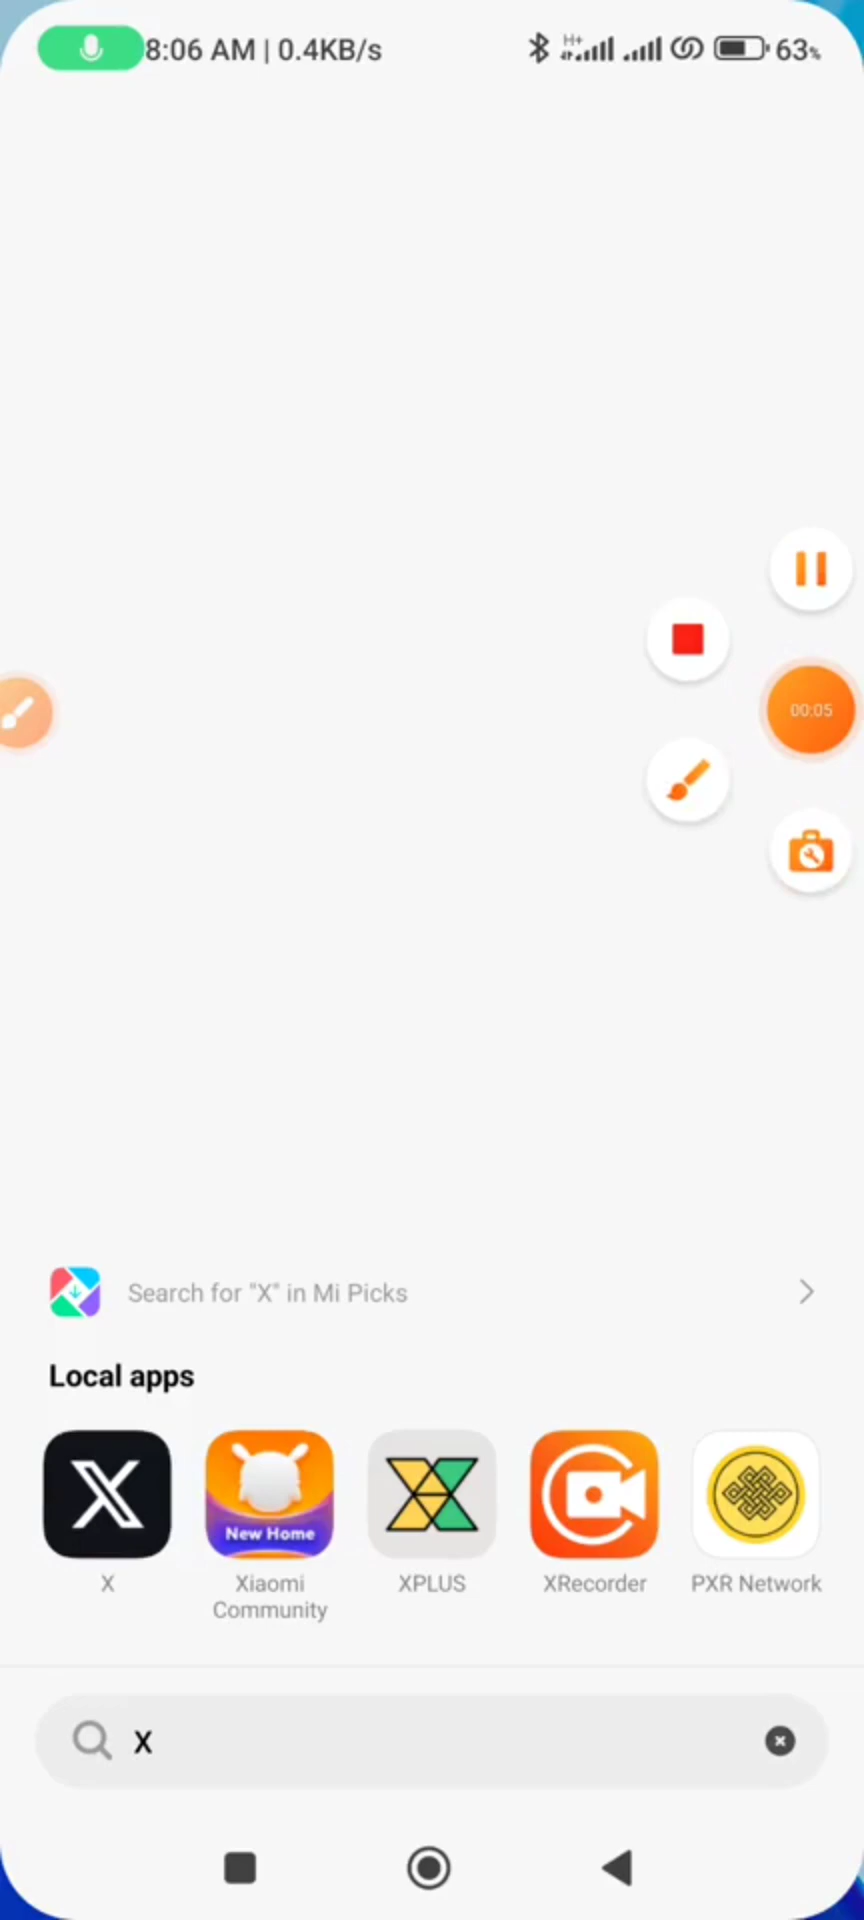 8:06 AM | 0.4KB/s H+ 63%
00:05
Search for "X" in Mi Picks
Local apps
New Home
X Xiaomi Community XPLUS XRecorder PXR Network
X